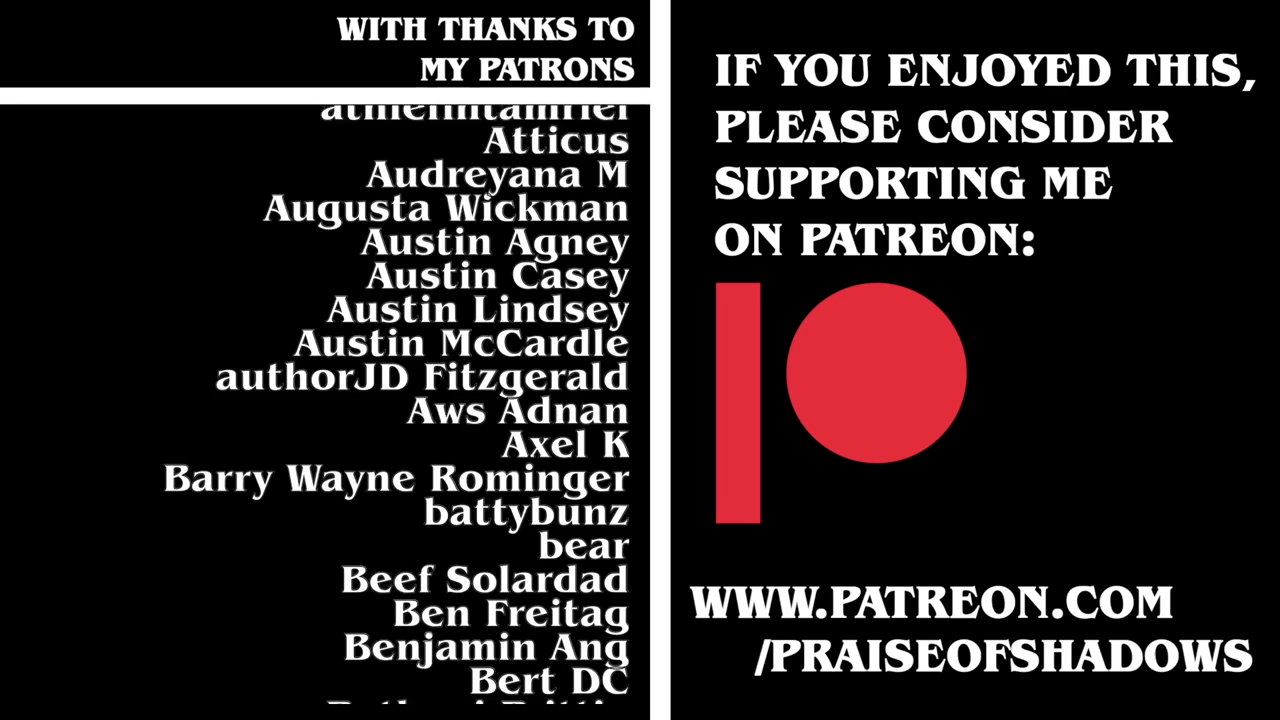 WITH THANKS TO
MY PATRONS
Atticus
Audreyana M
Augusta Wickman
Austin Agney
Austin Casey
Austin Lindsey
Austin McCardle
authorJD Fitzgerald
Aws Adnan
Axel K
Barry Wayne Rominger
battybunz
bear
Beef Solardad
Ben Freitag
Benjamin Ang
Bert DC
IF YOU ENJOYED THIS,
PLEASE CONSIDER
SUPPORTING ME
ON PATREON:
WWW.PATREON.COM
/PRAISEOFSHADOWS